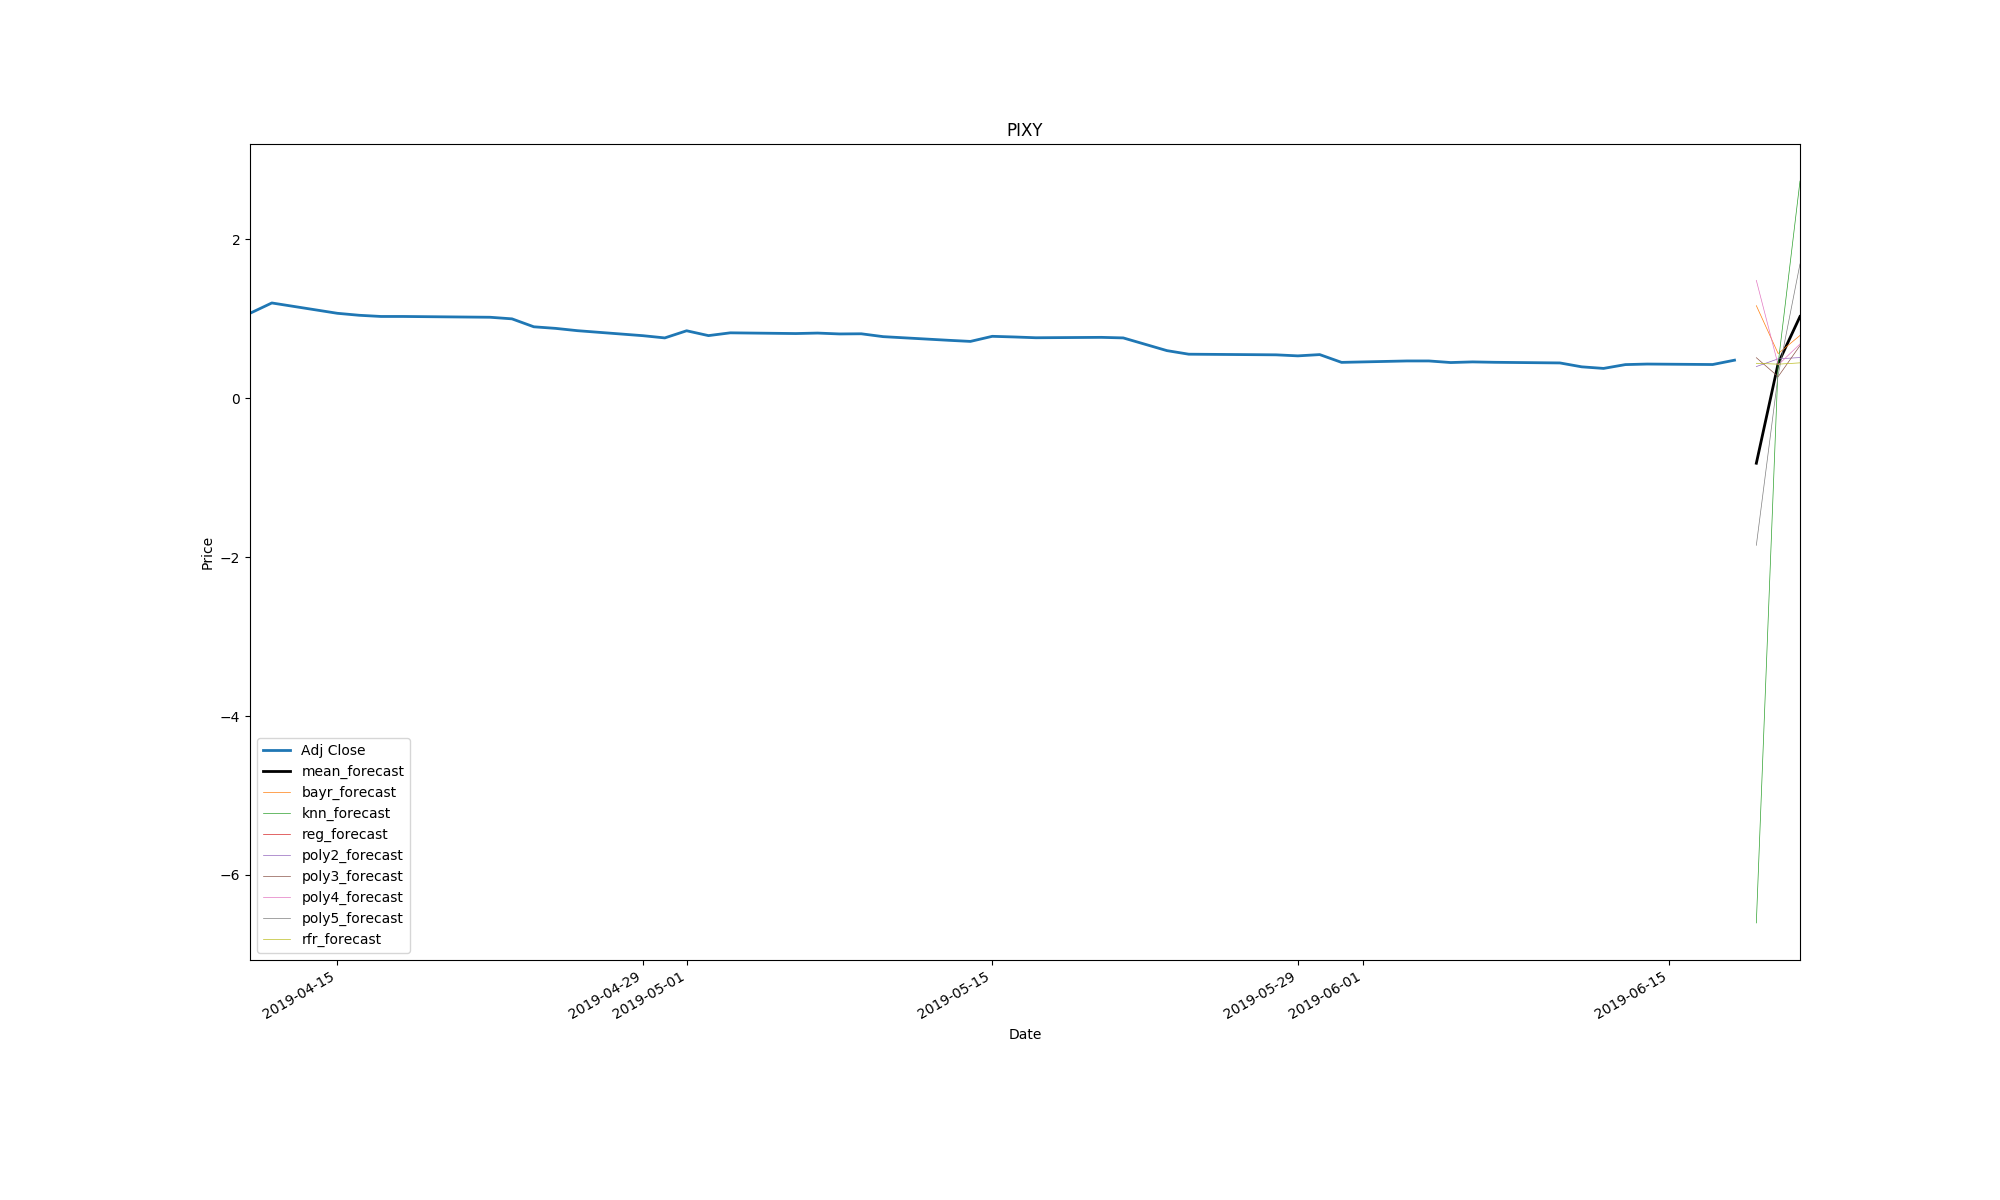 PIXY
2
0
−2
−4
−6
Price
Adj Close
mean_forecast
bayr_forecast
knn_forecast
reg_forecast
poly2_forecast
poly3_forecast
poly4_forecast
poly5_forecast
rfr_forecast
2019-04-15
2019-04-29
2019-05-01
2019-05-15
2019-05-29
2019-06-01
2019-06-15
Date